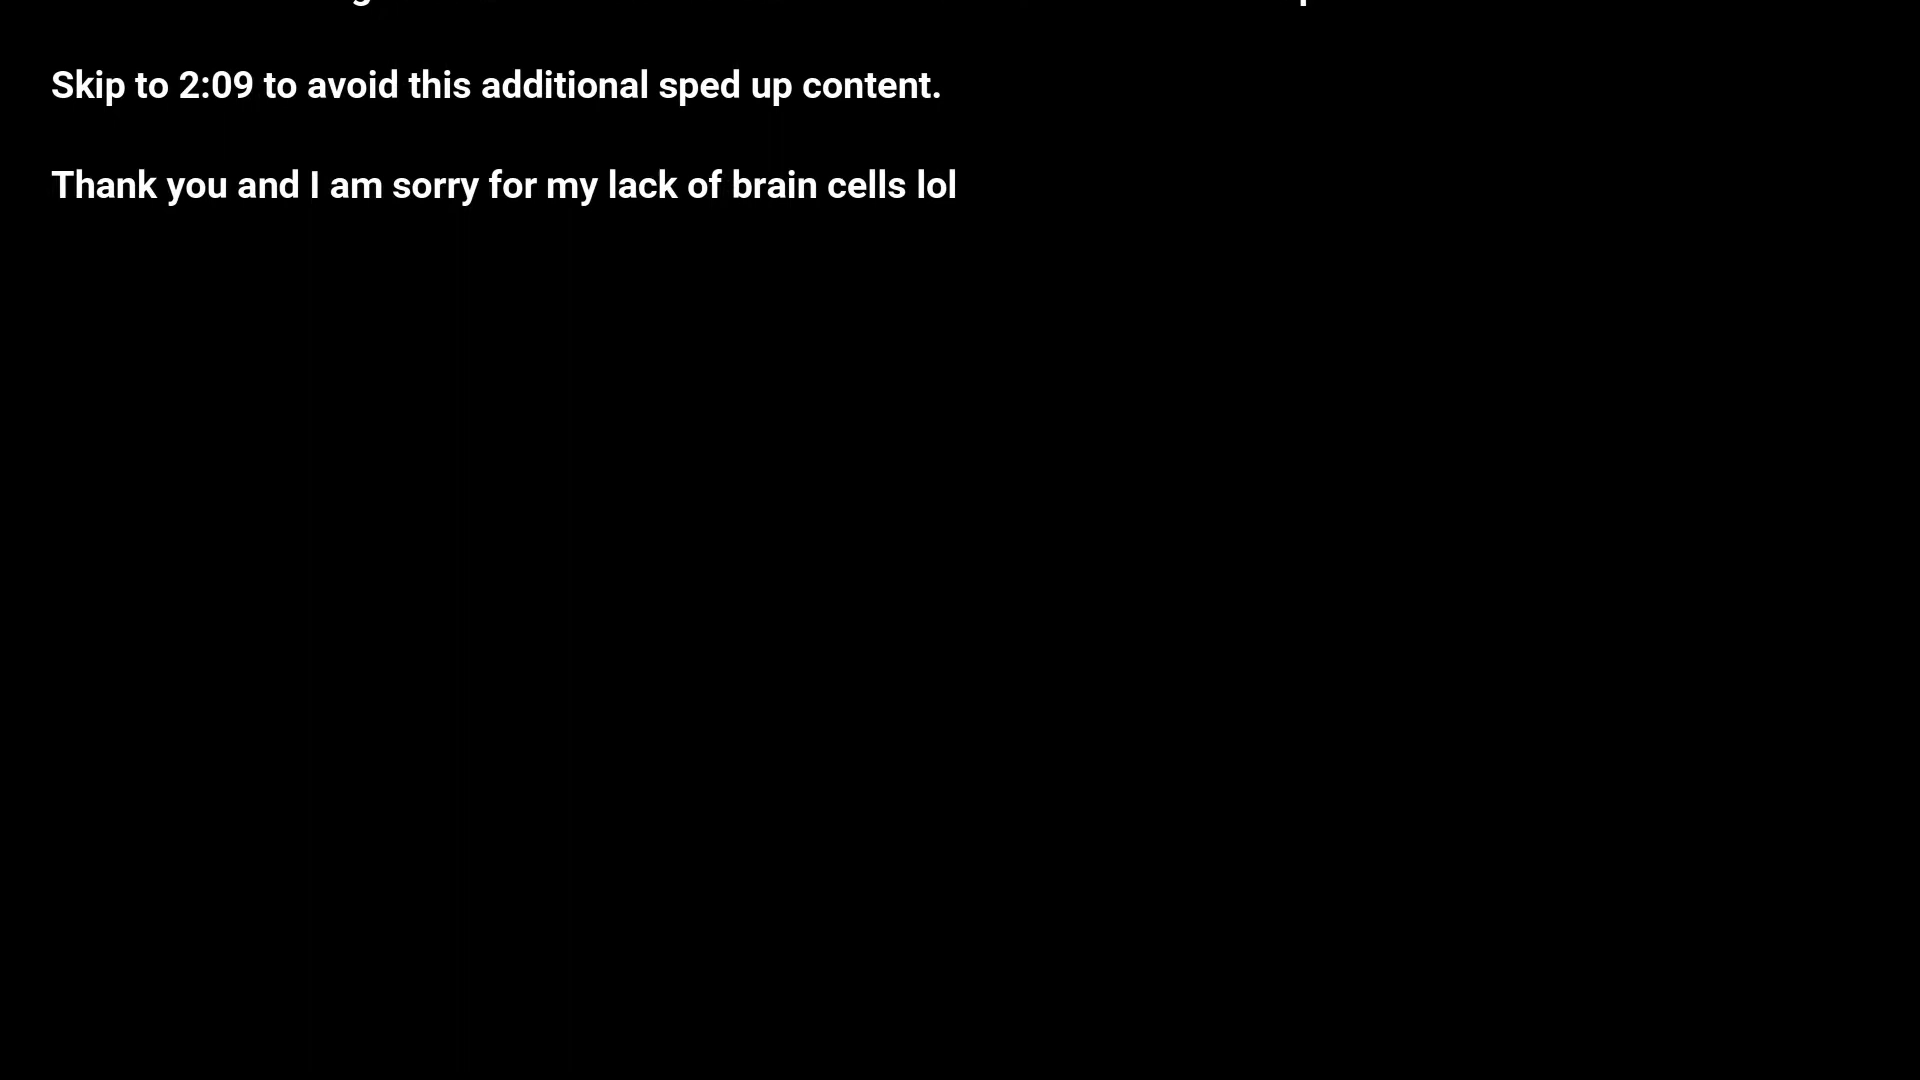 Skip to 2:09 to avoid this additional sped up content.
Thank you and I am sorry for my lack of brain cells lol